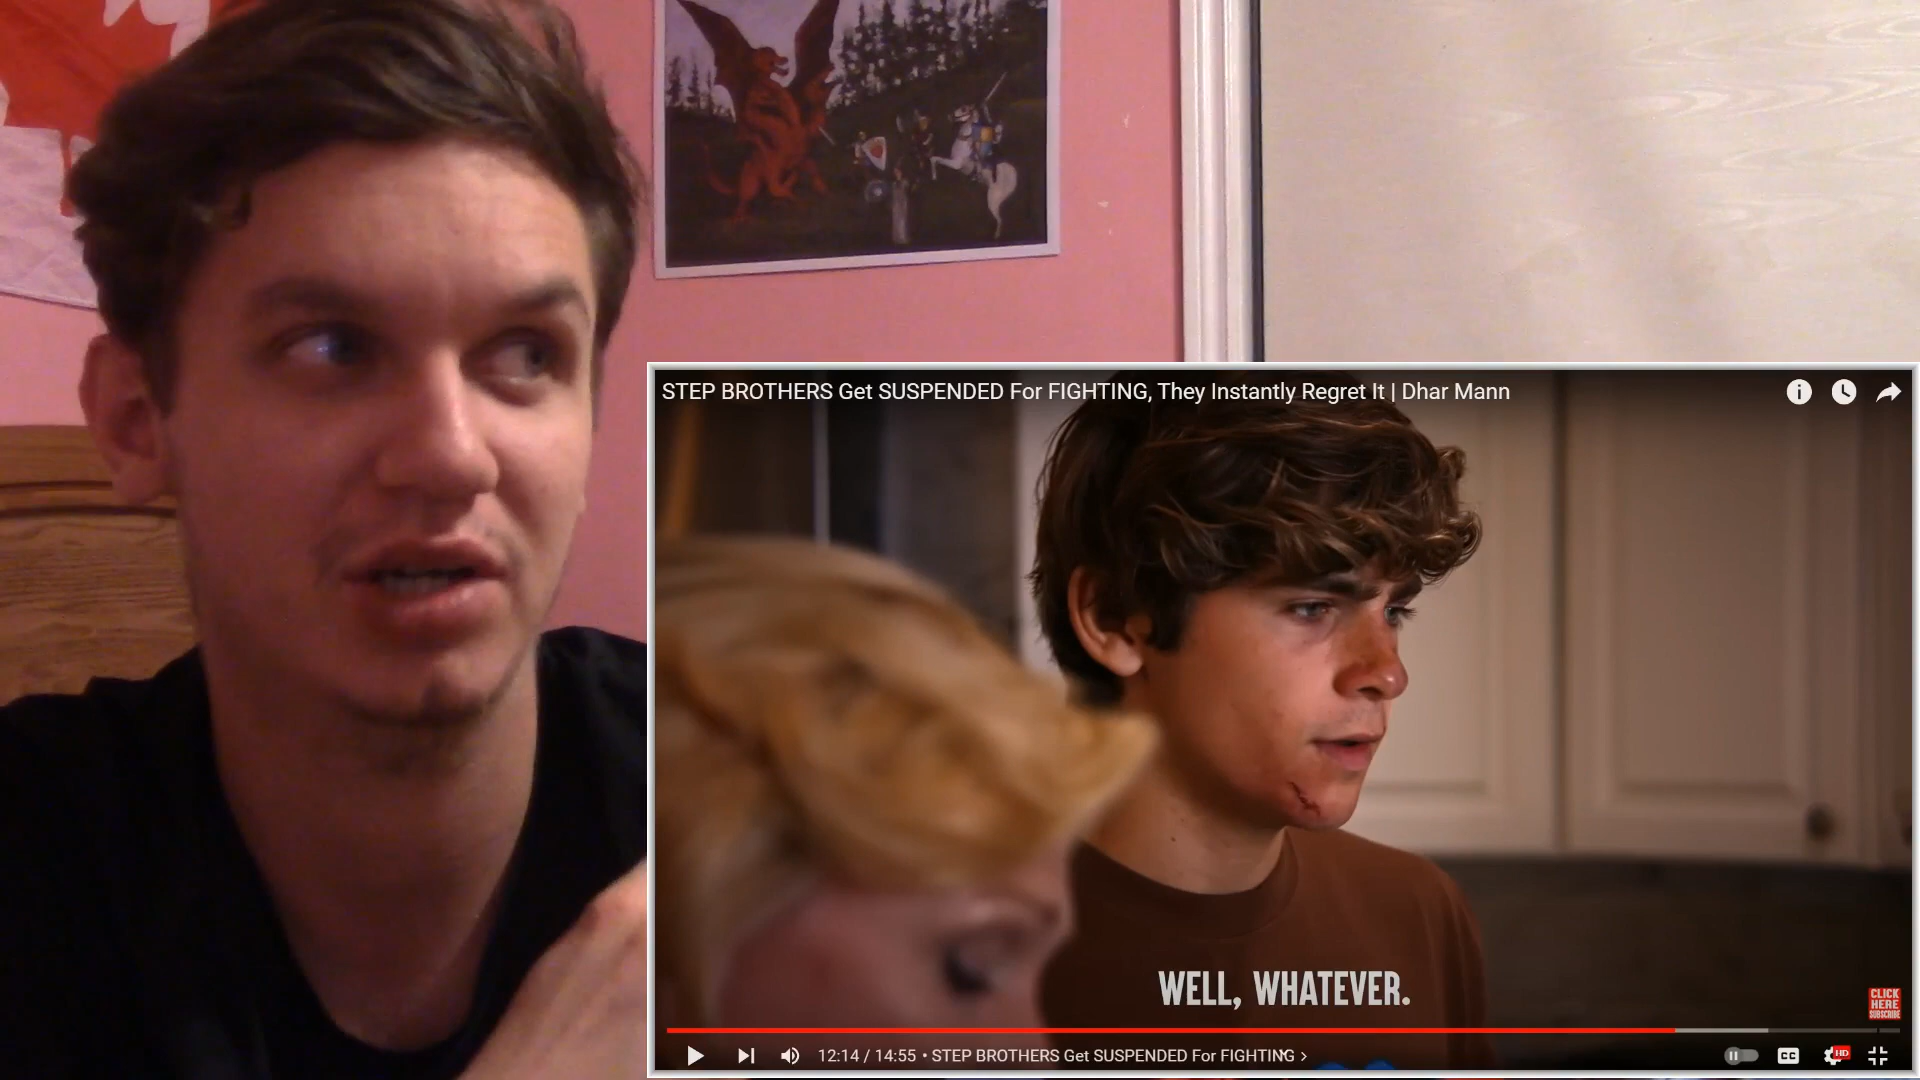 STEP BROTHERS Get SUSPENDED For FIGHTING, They Instantly Regret It | Dhar Mann
WELL, WHATEVER.
CLICK
HERE
SUBSCRIBE
12:14 / 14:55 • STEP BROTHERS Get SUSPENDED For FIGHTING ›
CC
HD